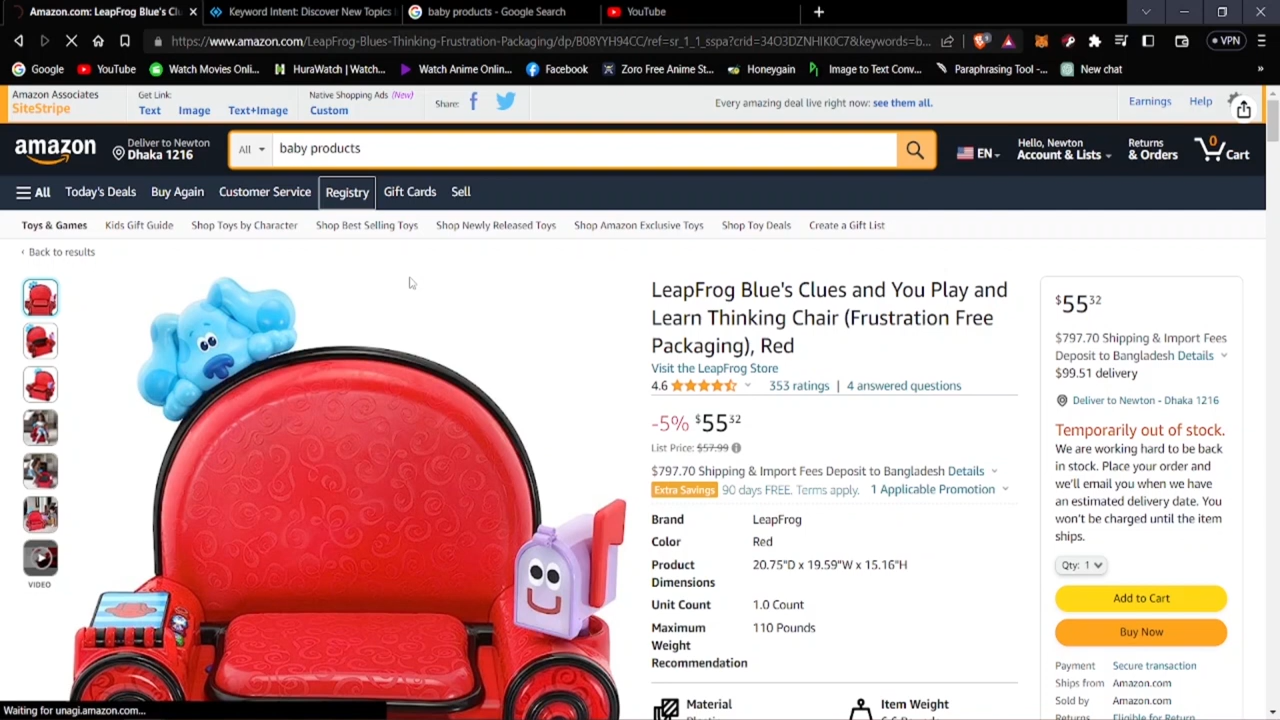 Amazon.com: LeapFrog Blue's Clu
Keyword Intent: Discover New Topics
baby products - Google Search
YouTube
https://www.amazon.com/LeapFrog-Blues-Thinking-Frustration-Packaging/dp/B08YYH94CC/ref=sr_1_1_sspa?crid=34O3DZNHIK0C7&keywords=b...
VPN
Google
YouTube
Watch Movies Onli...
HuraWatch | Watch...
Watch Anime Onlin...
Facebook
Zoro Free Anime St...
Honeygain
Image to Text Conv...
Paraphrasing Tool -...
New chat
Amazon Associates
SiteStripe
Get Link:
Text
Image
Text+Image
Native Shopping Ads (New)
Custom
Share:
Every amazing deal live right now: see them all.
Earnings
Help
amazon
Deliver to Newton
Dhaka 1216
All
baby products
EN
Hello, Newton
Account & Lists
Returns
& Orders
0
Cart
All
Today's Deals
Buy Again
Customer Service
Registry
Gift Cards
Sell
Toys & Games
Kids Gift Guide
Shop Toys by Character
Shop Best Selling Toys
Shop Newly Released Toys
Shop Amazon Exclusive Toys
Shop Toy Deals
Create a Gift List
‹ Back to results
VIDEO
LeapFrog Blue's Clues and You Play and
Learn Thinking Chair (Frustration Free
Packaging), Red
Visit the LeapFrog Store
4.6
353 ratings | 4 answered questions
-5% $55 32
List Price: $57.99
$797.70 Shipping & Import Fees Deposit to Bangladesh Details
Extra Savings 90 days FREE. Terms apply. 1 Applicable Promotion
Brand LeapFrog
Color Red
Product 20.75"D x 19.59"W x 15.16"H
Dimensions
Unit Count 1.0 Count
Maximum 110 Pounds
Weight
Recommendation
Material
Item Weight
$55 32
$797.70 Shipping & Import Fees
Deposit to Bangladesh Details
$99.51 delivery
Deliver to Newton - Dhaka 1216
Temporarily out of stock.
We are working hard to be back
in stock. Place your order and
we'll email you when we have
an estimated delivery date. You
won't be charged until the item
ships.
Qty: 1
Add to Cart
Buy Now
Payment Secure transaction
Ships from Amazon.com
Sold by Amazon.com
Returns Eligible for Return
Waiting for unagi.amazon.com...